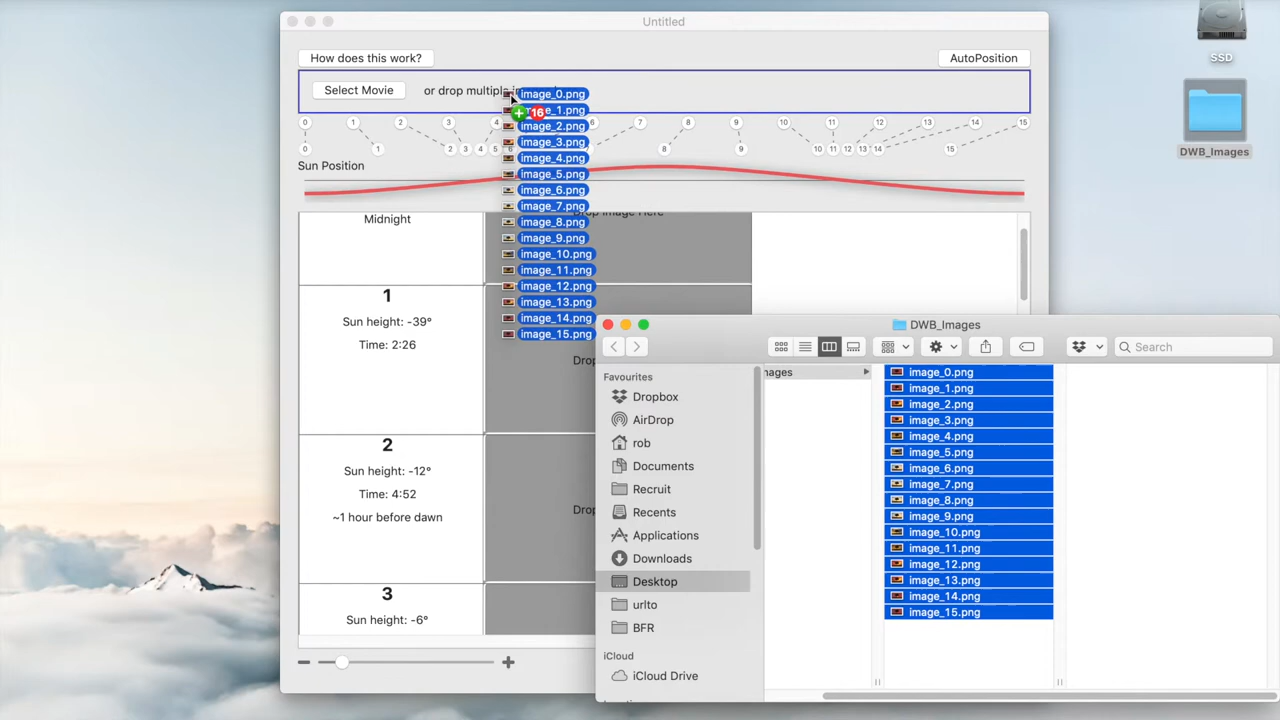 Untitled
How does this work?
AutoPosition
Select Movie
or drop multiple
image_0.png
image_1.png
image_2.png
image_3.png
image_4.png
image_5.png
image_6.png
image_7.png
image_8.png
image_9.png
image_10.png
image_11.png
image_12.png
image_13.png
image_14.png
image_15.png
16
0 1 2 3 4 6 7 8 9 10 11 12 13 14 15
0 1 2 3 4 5 6 8 9 10 11 12 13 14 15
Sun Position
Midnight
Drop Image Here
1
Sun height: -39°
Time: 2:26
Drop
2
Sun height: -12°
Time: 4:52
~1 hour before dawn
Drop
3
Sun height: -6°
SSD
DWB_Images
DWB_Images
Search
Favourites
Dropbox
AirDrop
rob
Documents
Recruit
Recents
Applications
Downloads
Desktop
urlto
BFR
iCloud
iCloud Drive
mages
image_0.png
image_1.png
image_2.png
image_3.png
image_4.png
image_5.png
image_6.png
image_7.png
image_8.png
image_9.png
image_10.png
image_11.png
image_12.png
image_13.png
image_14.png
image_15.png